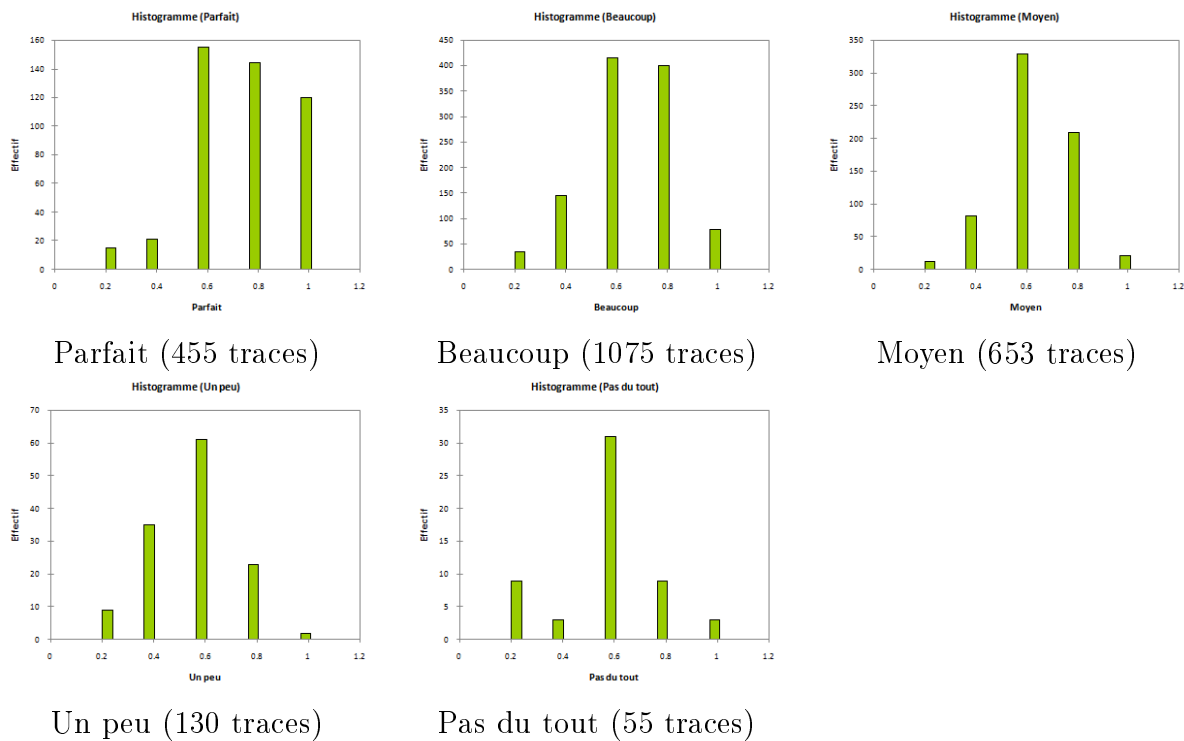 Histogramme (Parfait)
160
140
120
100
80
60
40
20
0
Effectif
0 0.2 0.4 0.6 0.8 1 1.2
Parfait
Parfait (455 traces)
Histogramme (Beaucoup)
450
400
350
300
250
200
150
100
50
0
Effectif
0 0.2 0.4 0.6 0.8 1 1.2
Beaucoup
Beaucoup (1075 traces)
Histogramme (Moyen)
350
300
250
200
150
100
50
0
Effectif
0 0.2 0.4 0.6 0.8 1 1.2
Moyen
Moyen (653 traces)
Histogramme (Un peu)
70
60
50
40
30
20
10
0
Effectif
0 0.2 0.4 0.6 0.8 1 1.2
Un peu
Un peu (130 traces)
Histogramme (Pas du tout)
35
30
25
20
15
10
5
0
Effectif
0 0.2 0.4 0.6 0.8 1 1.2
Pas du tout
Pas du tout (55 traces)